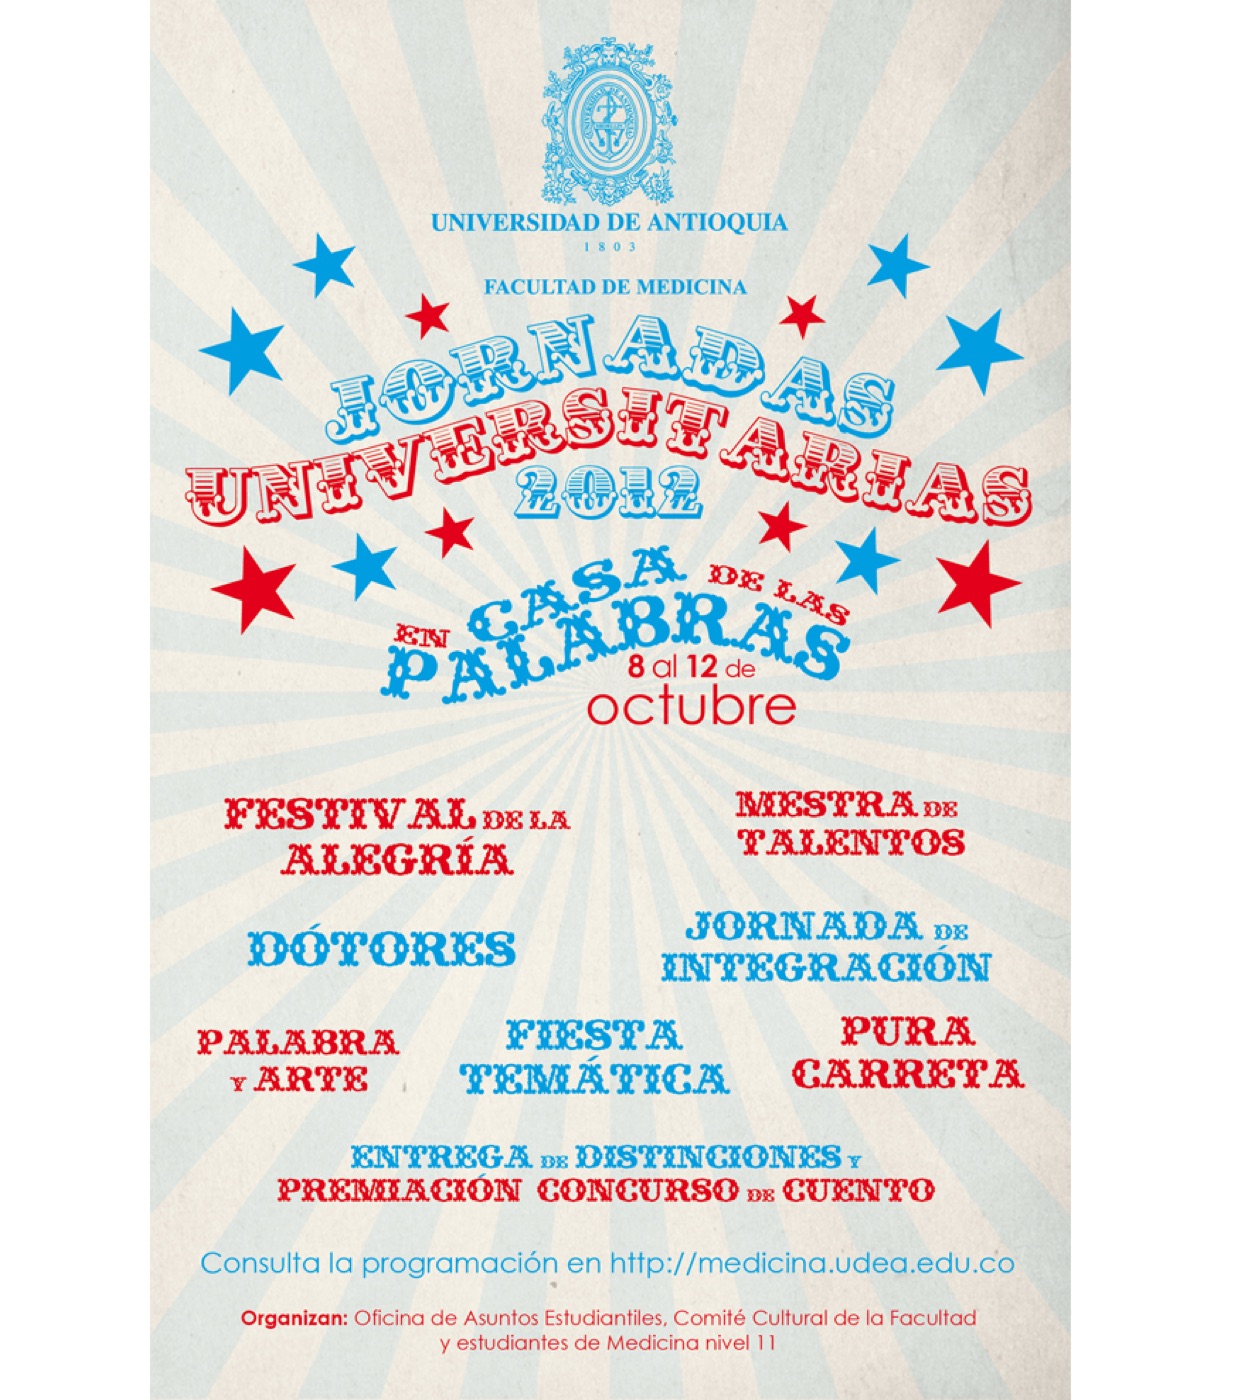 UNIVERSIDAD DE ANTIOQUIA
UNIVERSIDAD DE ANTIOQUIA
1803
FACULTAD DE MEDICINA
JORNADAS
UNIVERSITARIAS
2012
EN CASA DE LAS
PALABRAS
8 al 12 de
octubre
FESTIVAL DE LA
ALEGRÍA
MESTRA DE
TALENTOS
DÓTORES
JORNADA DE
INTEGRACIÓN
PALABRA
Y ARTE
FIESTA
TEMÁTICA
PURA
CARRETA
ENTREGA DE DISTINCIONES Y
PREMIACIÓN CONCURSO DE CUENTO
Consulta la programación en http://medicina.udea.edu.co
Organizan: Oficina de Asuntos Estudiantiles, Comité Cultural de la Facultad
y estudiantes de Medicina nivel 11